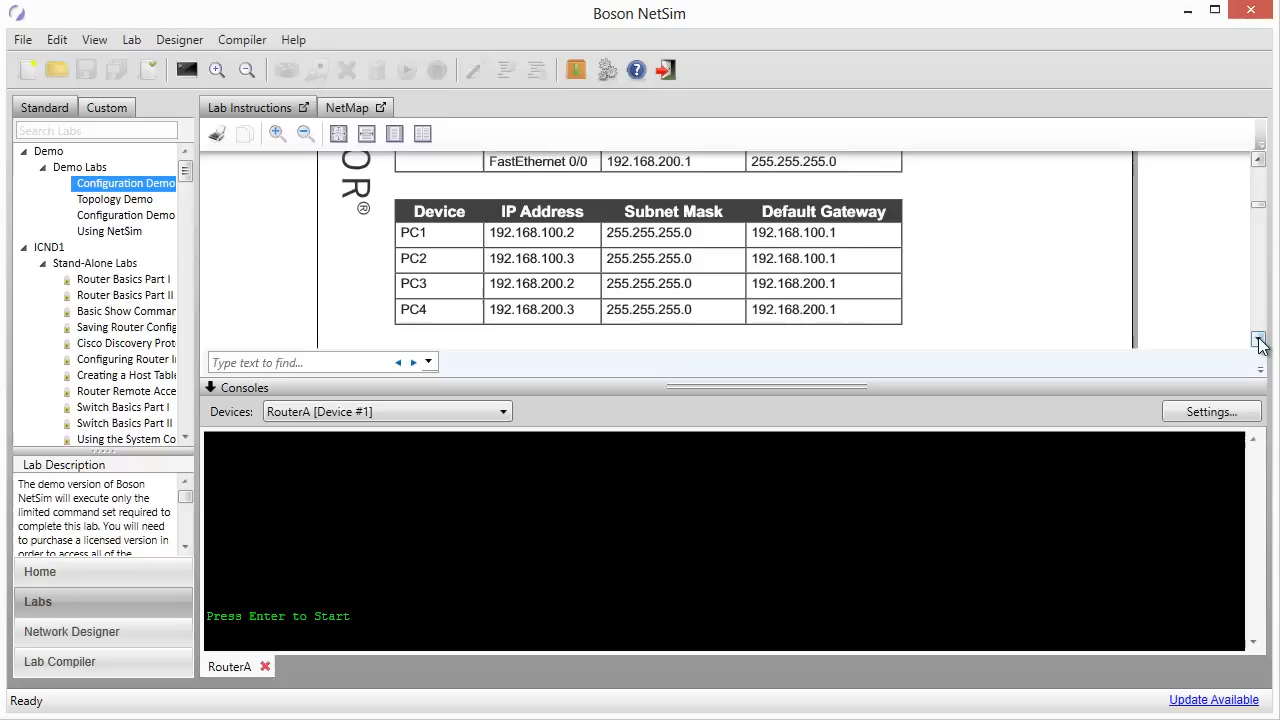 Boson NetSim
File Edit View Lab Designer Compiler Help
Standard Custom
Lab Instructions NetMap
Search Labs
Demo
Demo Labs
Configuration Demo
Topology Demo
Configuration Demo
Using NetSim
ICND1
Stand-Alone Labs
Router Basics Part I
Router Basics Part II
Basic Show Comman
Saving Router Config
Cisco Discovery Prot
Configuring Router I
Creating a Host Table
Router Remote Acce
Switch Basics Part I
Switch Basics Part II
Using the System Co
OR®
FastEthernet 0/0 192.168.200.1 255.255.255.0
Device IP Address Subnet Mask Default Gateway
PC1 192.168.100.2 255.255.255.0 192.168.100.1
PC2 192.168.100.3 255.255.255.0 192.168.100.1
PC3 192.168.200.2 255.255.255.0 192.168.200.1
PC4 192.168.200.3 255.255.255.0 192.168.200.1
Type text to find...
Consoles
Devices: RouterA [Device #1] Settings...
Press Enter to Start
RouterA
Lab Description
The demo version of Boson
NetSim will execute only the
limited command set required to
complete this lab. You will need
to purchase a licensed version in
order to access all of the
Home
Labs
Network Designer
Lab Compiler
Ready
Update Available